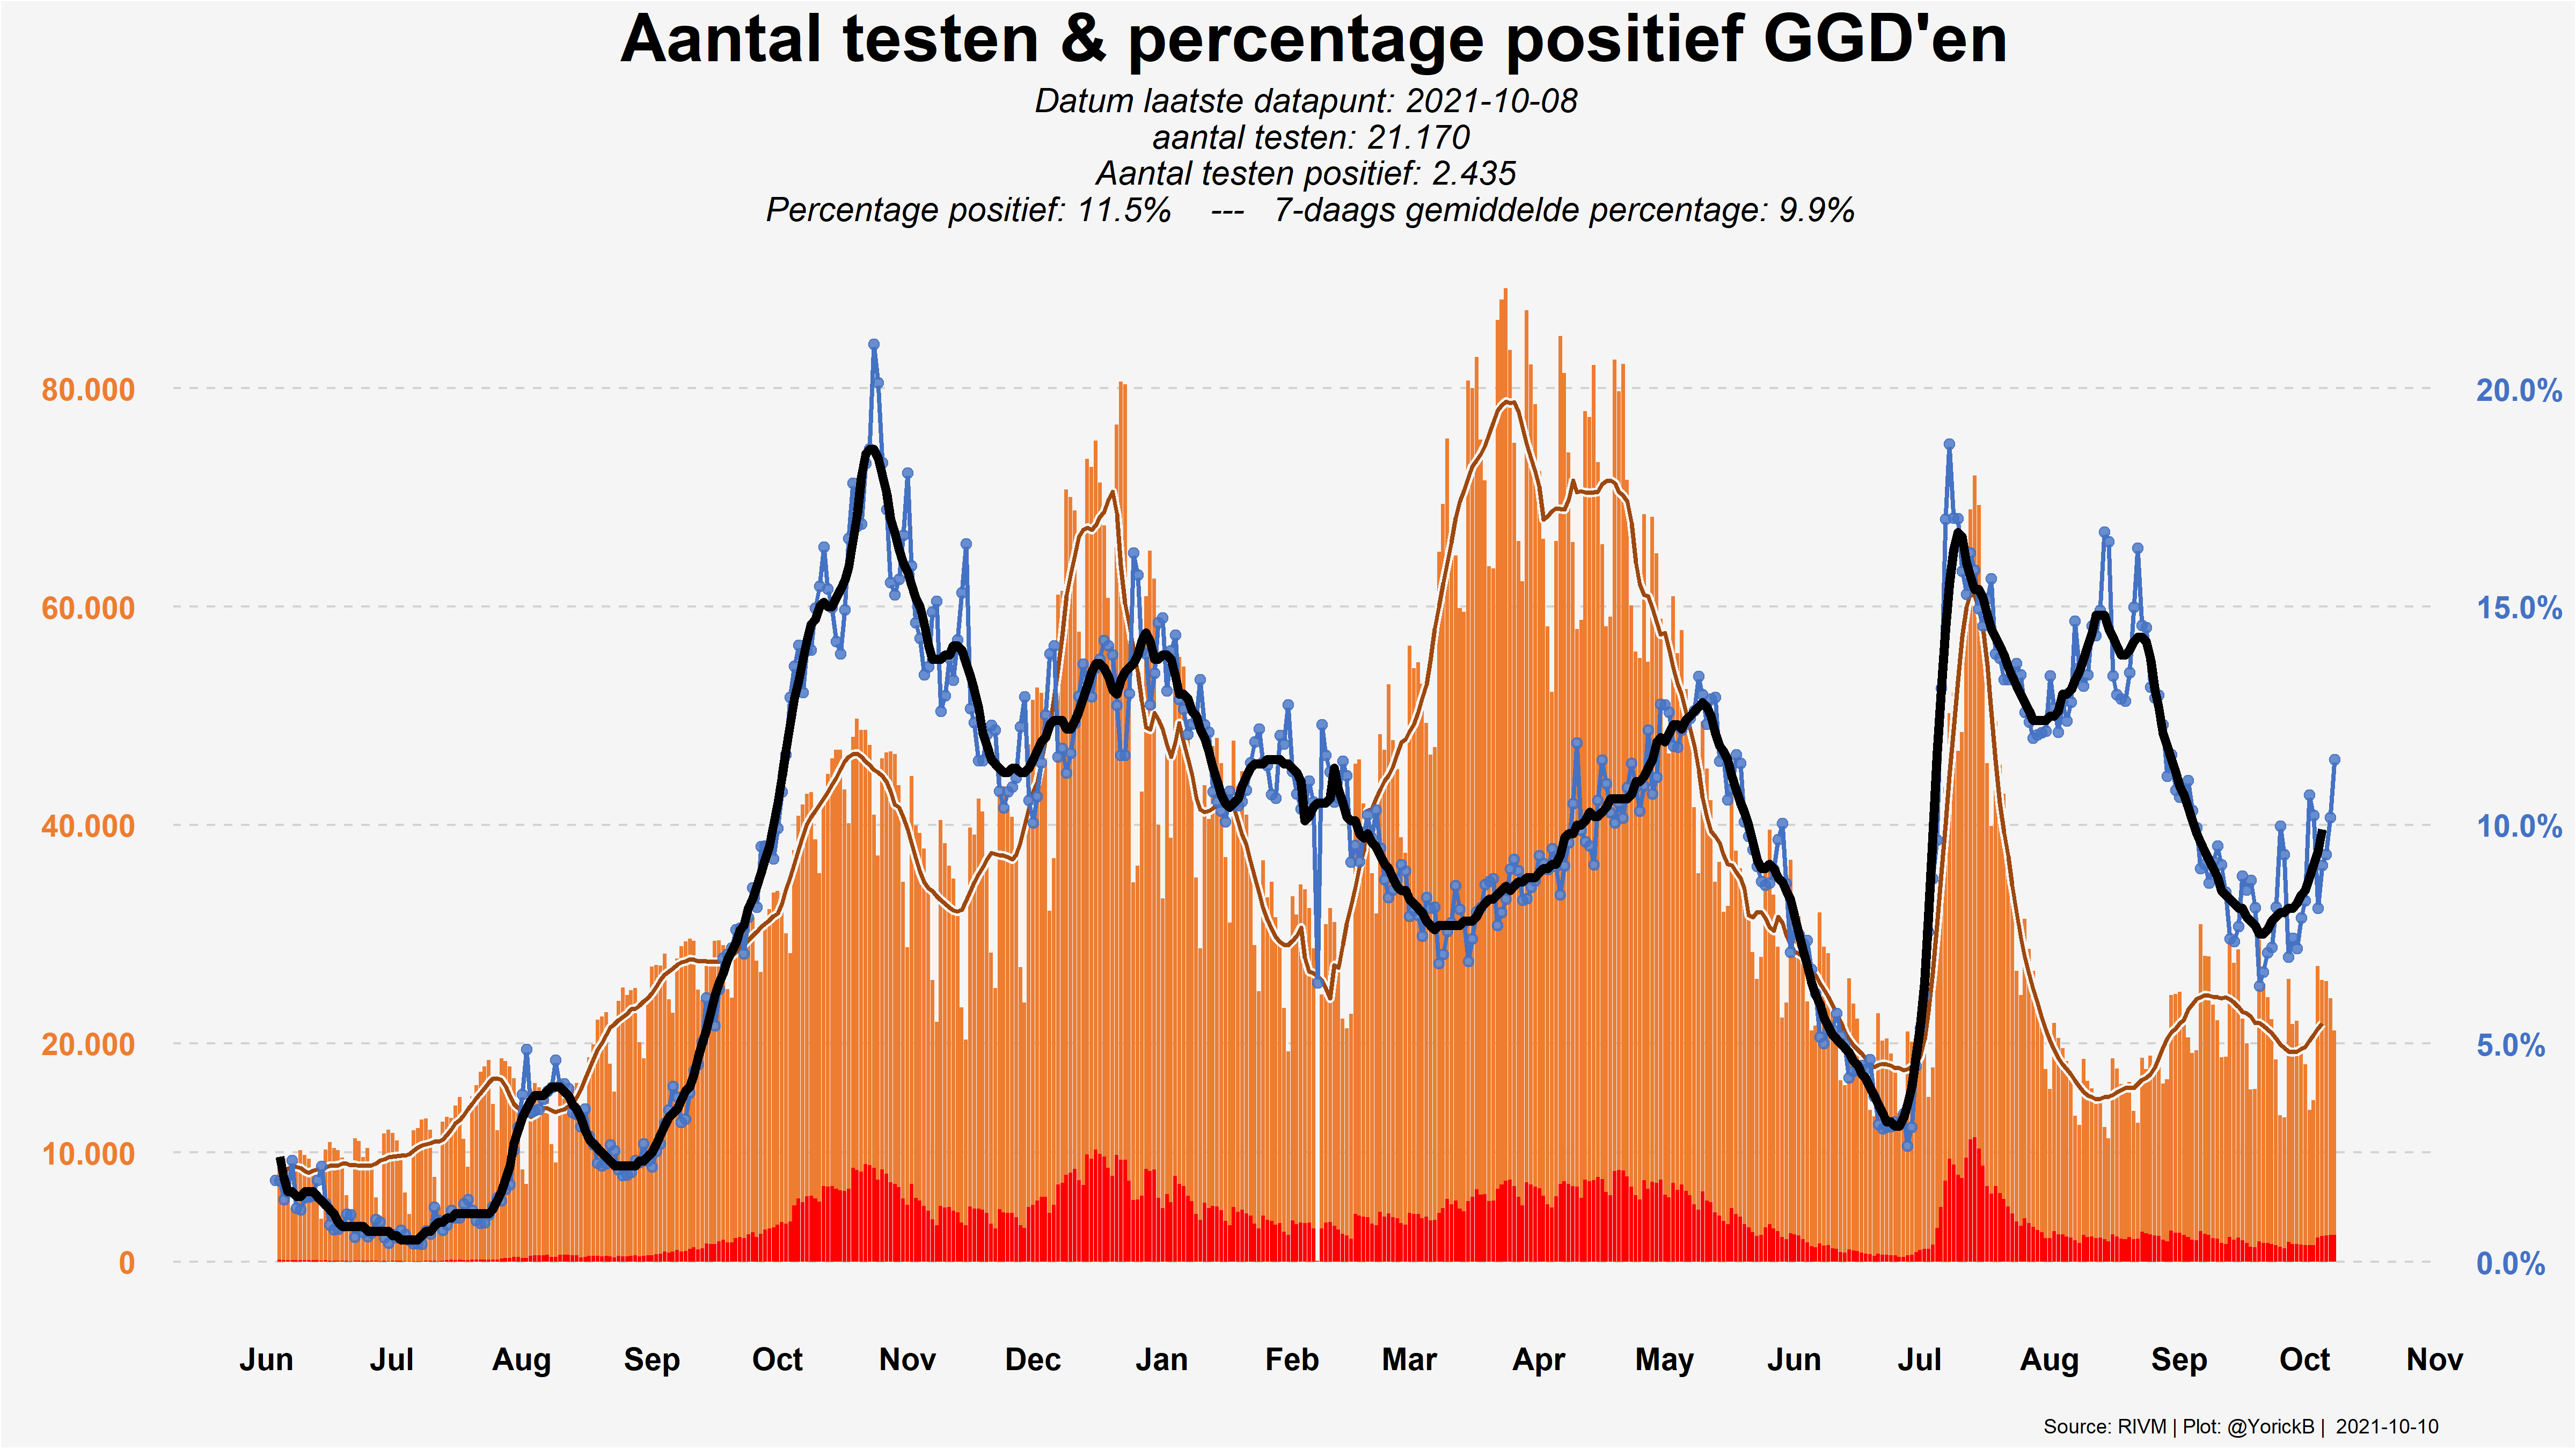 Aantal testen & percentage positief GGD'en
Datum laatste datapunt: 2021-10-08
aantal testen: 21.170
Aantal testen positief: 2.435
Percentage positief: 11.5% --- 7-daags gemiddelde percentage: 9.9%
80.000 20.0%
60.000 15.0%
40.000 10.0%
20.000 5.0%
10.000
0 0.0%
Jun Jul Aug Sep Oct Nov Dec Jan Feb Mar Apr May Jun Jul Aug Sep Oct Nov
Source: RIVM | Plot: @YorickB | 2021-10-10